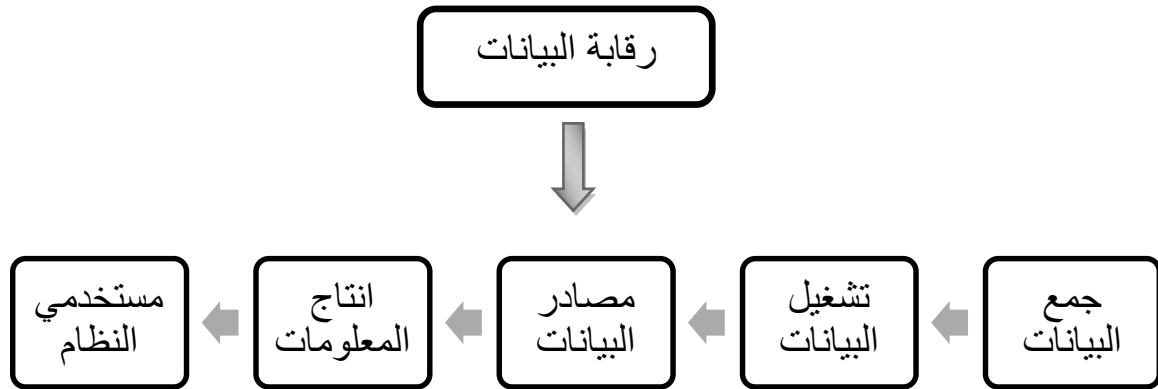 رقابة البيانات
جمع
البيانات
تشغيل
البيانات
مصادر
البيانات
انتاج
المعلومات
مستخدمي
النظام